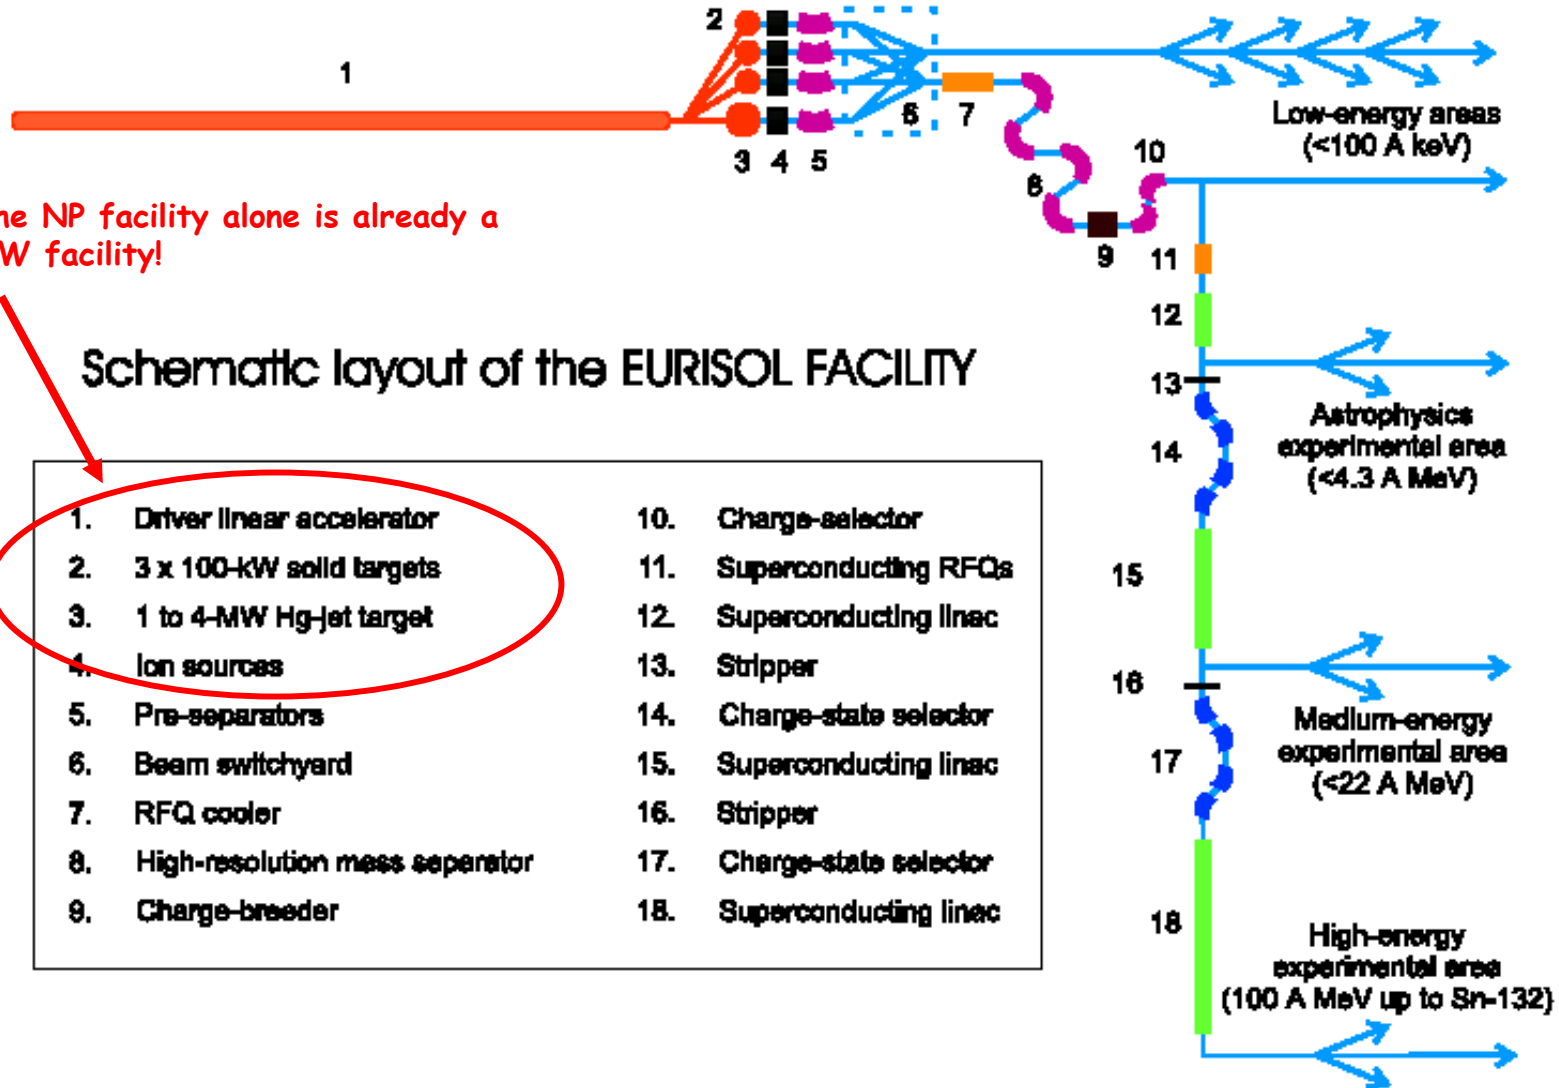 1
2
3 4 5
6
7
8
9
10
Low-energy areas
(<100 A keV)
he NP facility alone is already a
W facility!
11
12
13
14
Astrophysics
experimental area
(<4.3 A MeV)
Schematic layout of the EURISOL FACILITY
1. Driver linear accelerator
2. 3 x 100-kW solid targets
3. 1 to 4-MW Hg-jet target
4. Ion sources
5. Pre-separators
6. Beam switchyard
7. RFQ cooler
8. High-resolution mass separator
9. Charge-breeder
10. Charge-selector
11. Superconducting RFQs
12. Superconducting linac
13. Stripper
14. Charge-state selector
15. Superconducting linac
16. Stripper
17. Charge-state selector
18. Superconducting linac
15
16
Medium-energy
experimental area
(<22 A MeV)
17
18
High-energy
experimental area
(100 A MeV up to Sn-132)